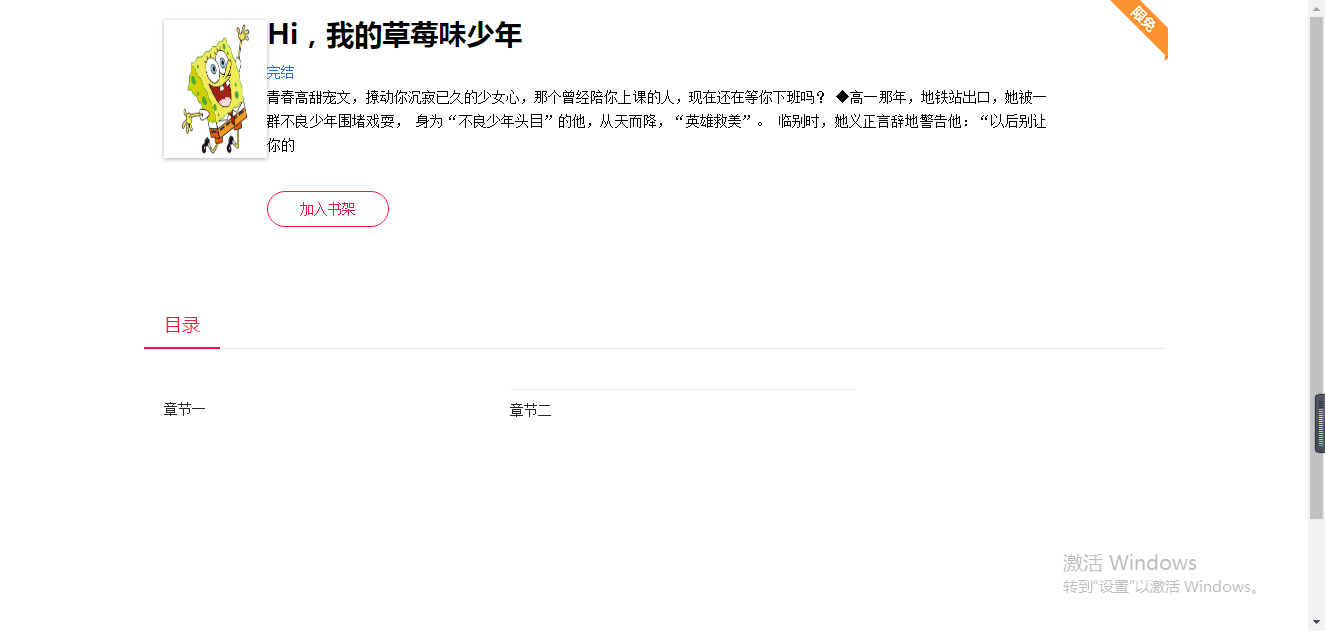 限免
Hi，我的草莓味少年
完结
青春高甜宠文，撩动你沉寂已久的少女心，那个曾经陪你上课的人，现在还在等你下班吗？ ◆高一那年，地铁站出口，她被一
群不良少年围堵戏耍， 身为“不良少年头目”的他，从天而降，“英雄救美”。 临别时，她义正言辞地警告他：“以后别让
你的
加入书架
目录
章节一
章节二
激活 Windows
转到“设置”以激活 Windows。